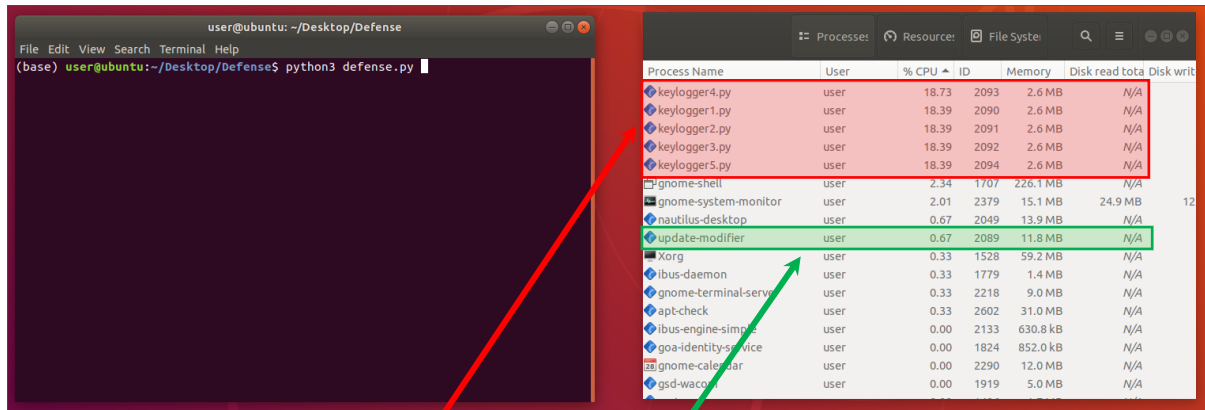 user@ubuntu: ~/Desktop/Defense
File Edit View Search Terminal Help
(base) user@ubuntu:~/Desktop/Defense$ python3 defense.py
Processes Resources File Syster
Process Name User % CPU ID Memory Disk read tota Disk writ
keylogger4.py user 18.73 2093 2.6 MB N/A
keylogger1.py user 18.39 2090 2.6 MB N/A
keylogger2.py user 18.39 2091 2.6 MB N/A
keylogger3.py user 18.39 2092 2.6 MB N/A
keylogger5.py user 18.39 2094 2.6 MB N/A
gnome-shell user 2.34 1707 226.1 MB N/A
gnome-system-monitor user 2.01 2379 15.1 MB 24.9 MB 12
nautilus-desktop user 0.67 2049 13.9 MB N/A
update-modifier user 0.67 2089 11.8 MB N/A
Xorg user 0.33 1528 59.2 MB N/A
ibus-daemon user 0.33 1779 1.4 MB N/A
gnome-terminal-serve user 0.33 2218 9.0 MB N/A
apt-check user 0.33 2602 31.0 MB N/A
ibus-engine-simple user 0.00 2133 630.8 kB N/A
goa-identity-service user 0.00 1824 852.0 kB N/A
28 gnome-calendar user 0.00 2290 12.0 MB N/A
gsd-wacom user 0.00 1919 5.0 MB N/A